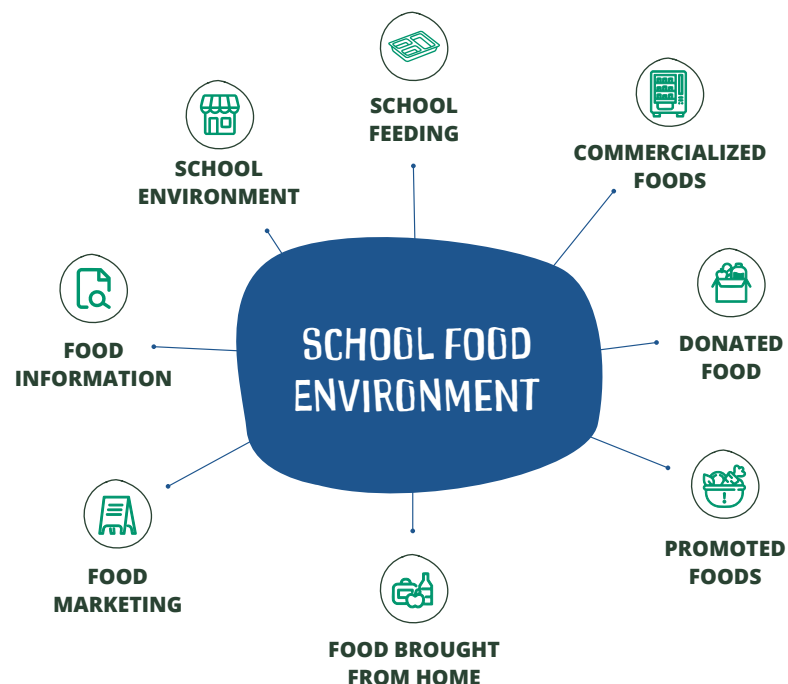 SCHOOL
FEEDING
COMMERCIALIZED
FOODS
SCHOOL
ENVIRONMENT
DONATED
FOOD
FOOD
INFORMATION
SCHOOL FOOD
ENVIRONMENT
PROMOTED
FOODS
FOOD
MARKETING
FOOD BROUGHT
FROM HOME